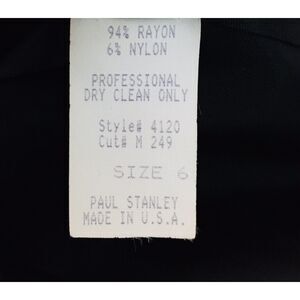 94% RAYON
6% NYLON
PROFESSIONAL
DRY CLEAN ONLY
Style# 4120
Cut# M 249
SIZE 6
PAUL STANLEY
MADE IN U.S.A.